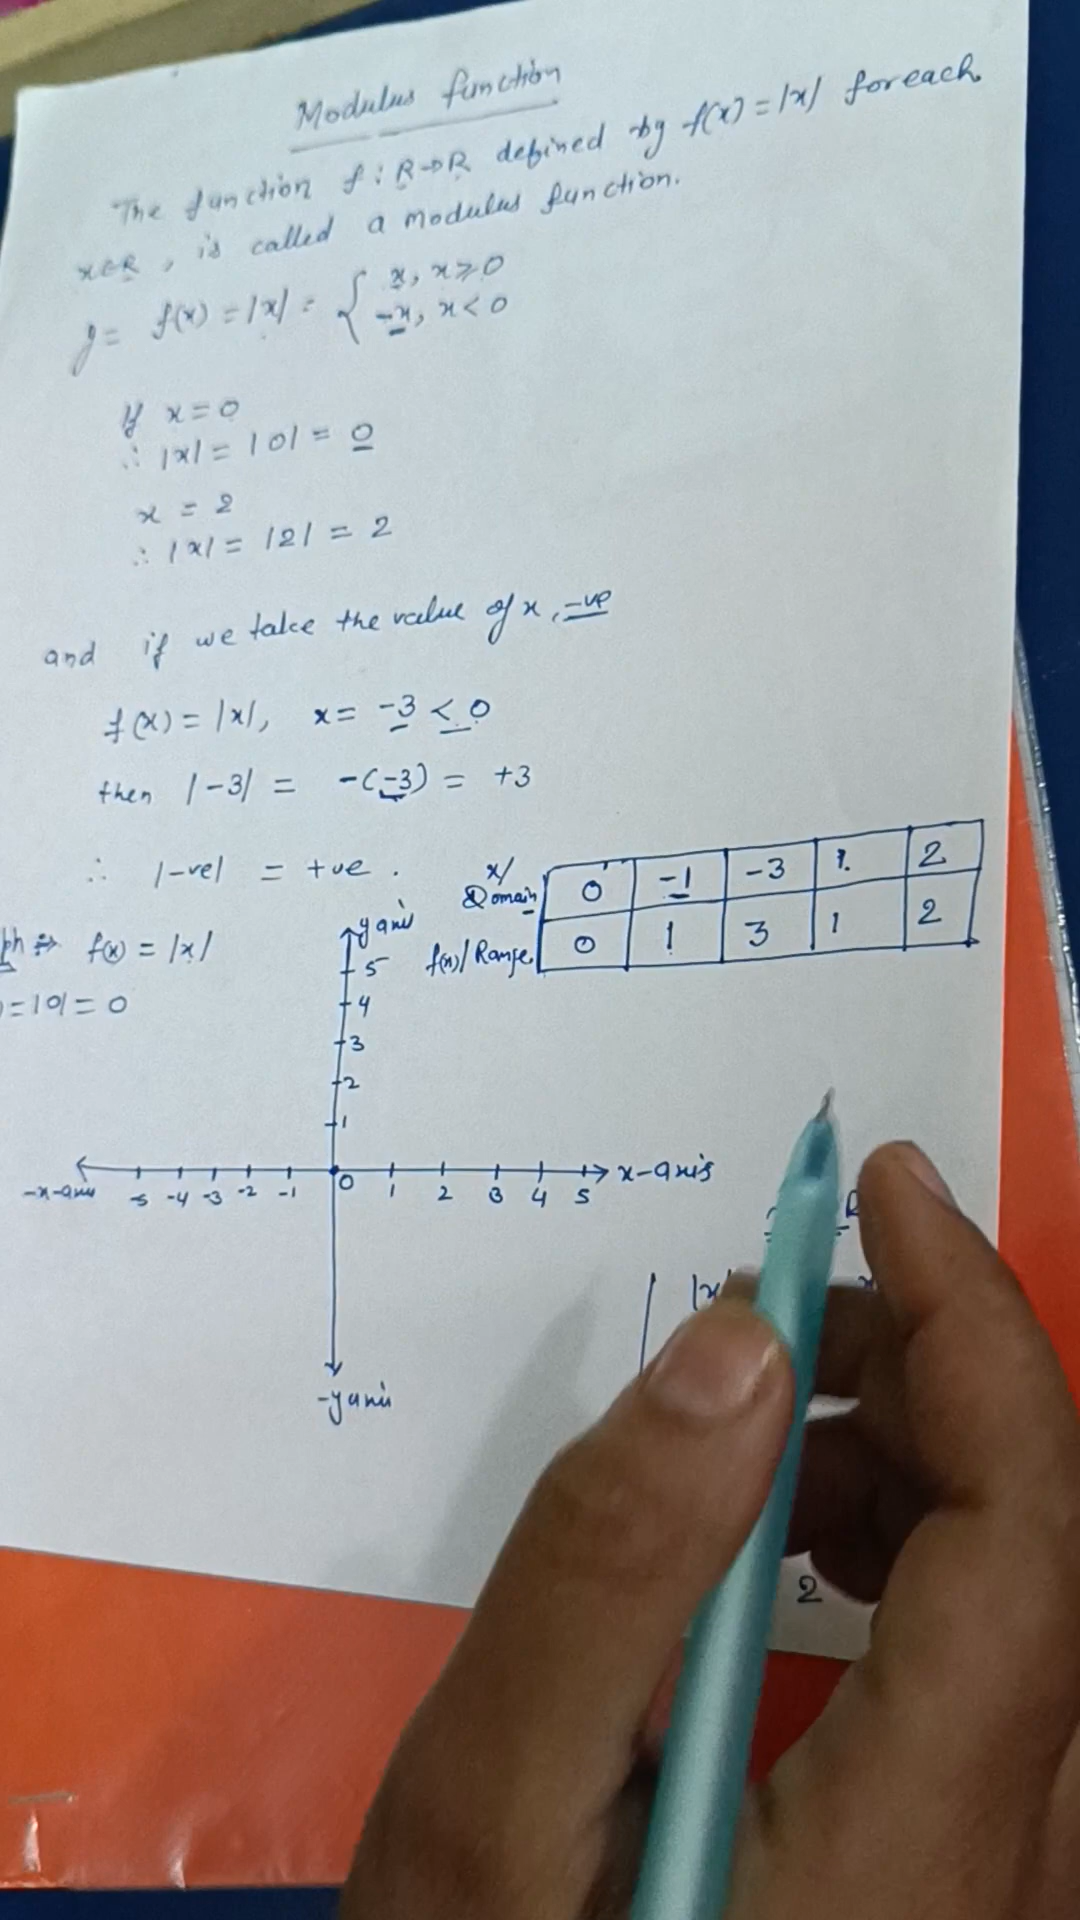 Modulus function
The function f : R→R defined by f(x) = |x| for each
x∈R, is called a modulus function.
y = f(x) = |x| = { x, x ≥ 0
-x, x < 0
If x = 0
∴ |x| = |0| = 0
x = 2
∴ |x| = |2| = 2
and if we take the value of x, -ve
f(x) = |x|, x = -3 < 0
then |-3| = -(-3) = +3
∴ |-ve| = +ve.
x/ Domain 0 -1 -3 1 2
f(x)/Range 0 1 3 1 2
ph ⇒ f(x) = |x|
) = |0| = 0
y axis
5
4
3
2
1
-x-axis -5 -4 -3 -2 -1 0 1 2 3 4 5 x-axis
-y axis
R
|x| x
2